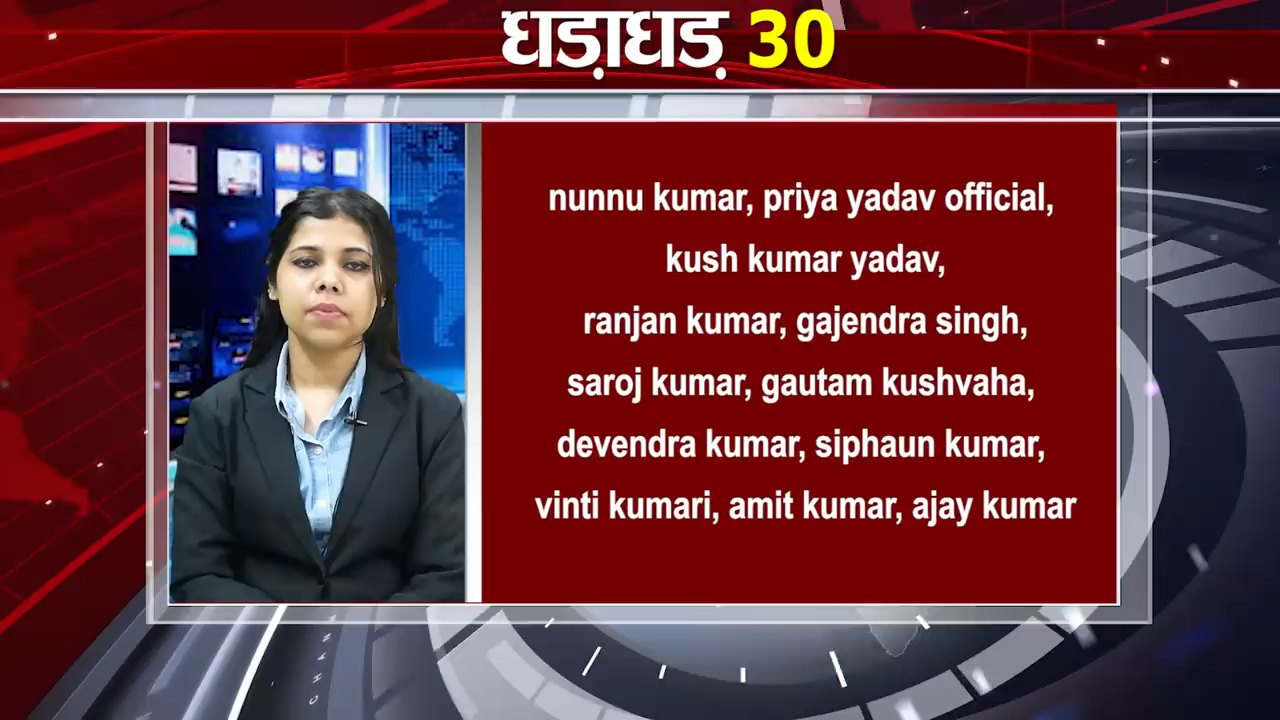 धड़ाधड़ 30
nunnu kumar, priya yadav official,
kush kumar yadav,
ranjan kumar, gajendra singh,
saroj kumar, gautam kushvaha,
devendra kumar, siphaun kumar,
vinti kumari, amit kumar, ajay kumar